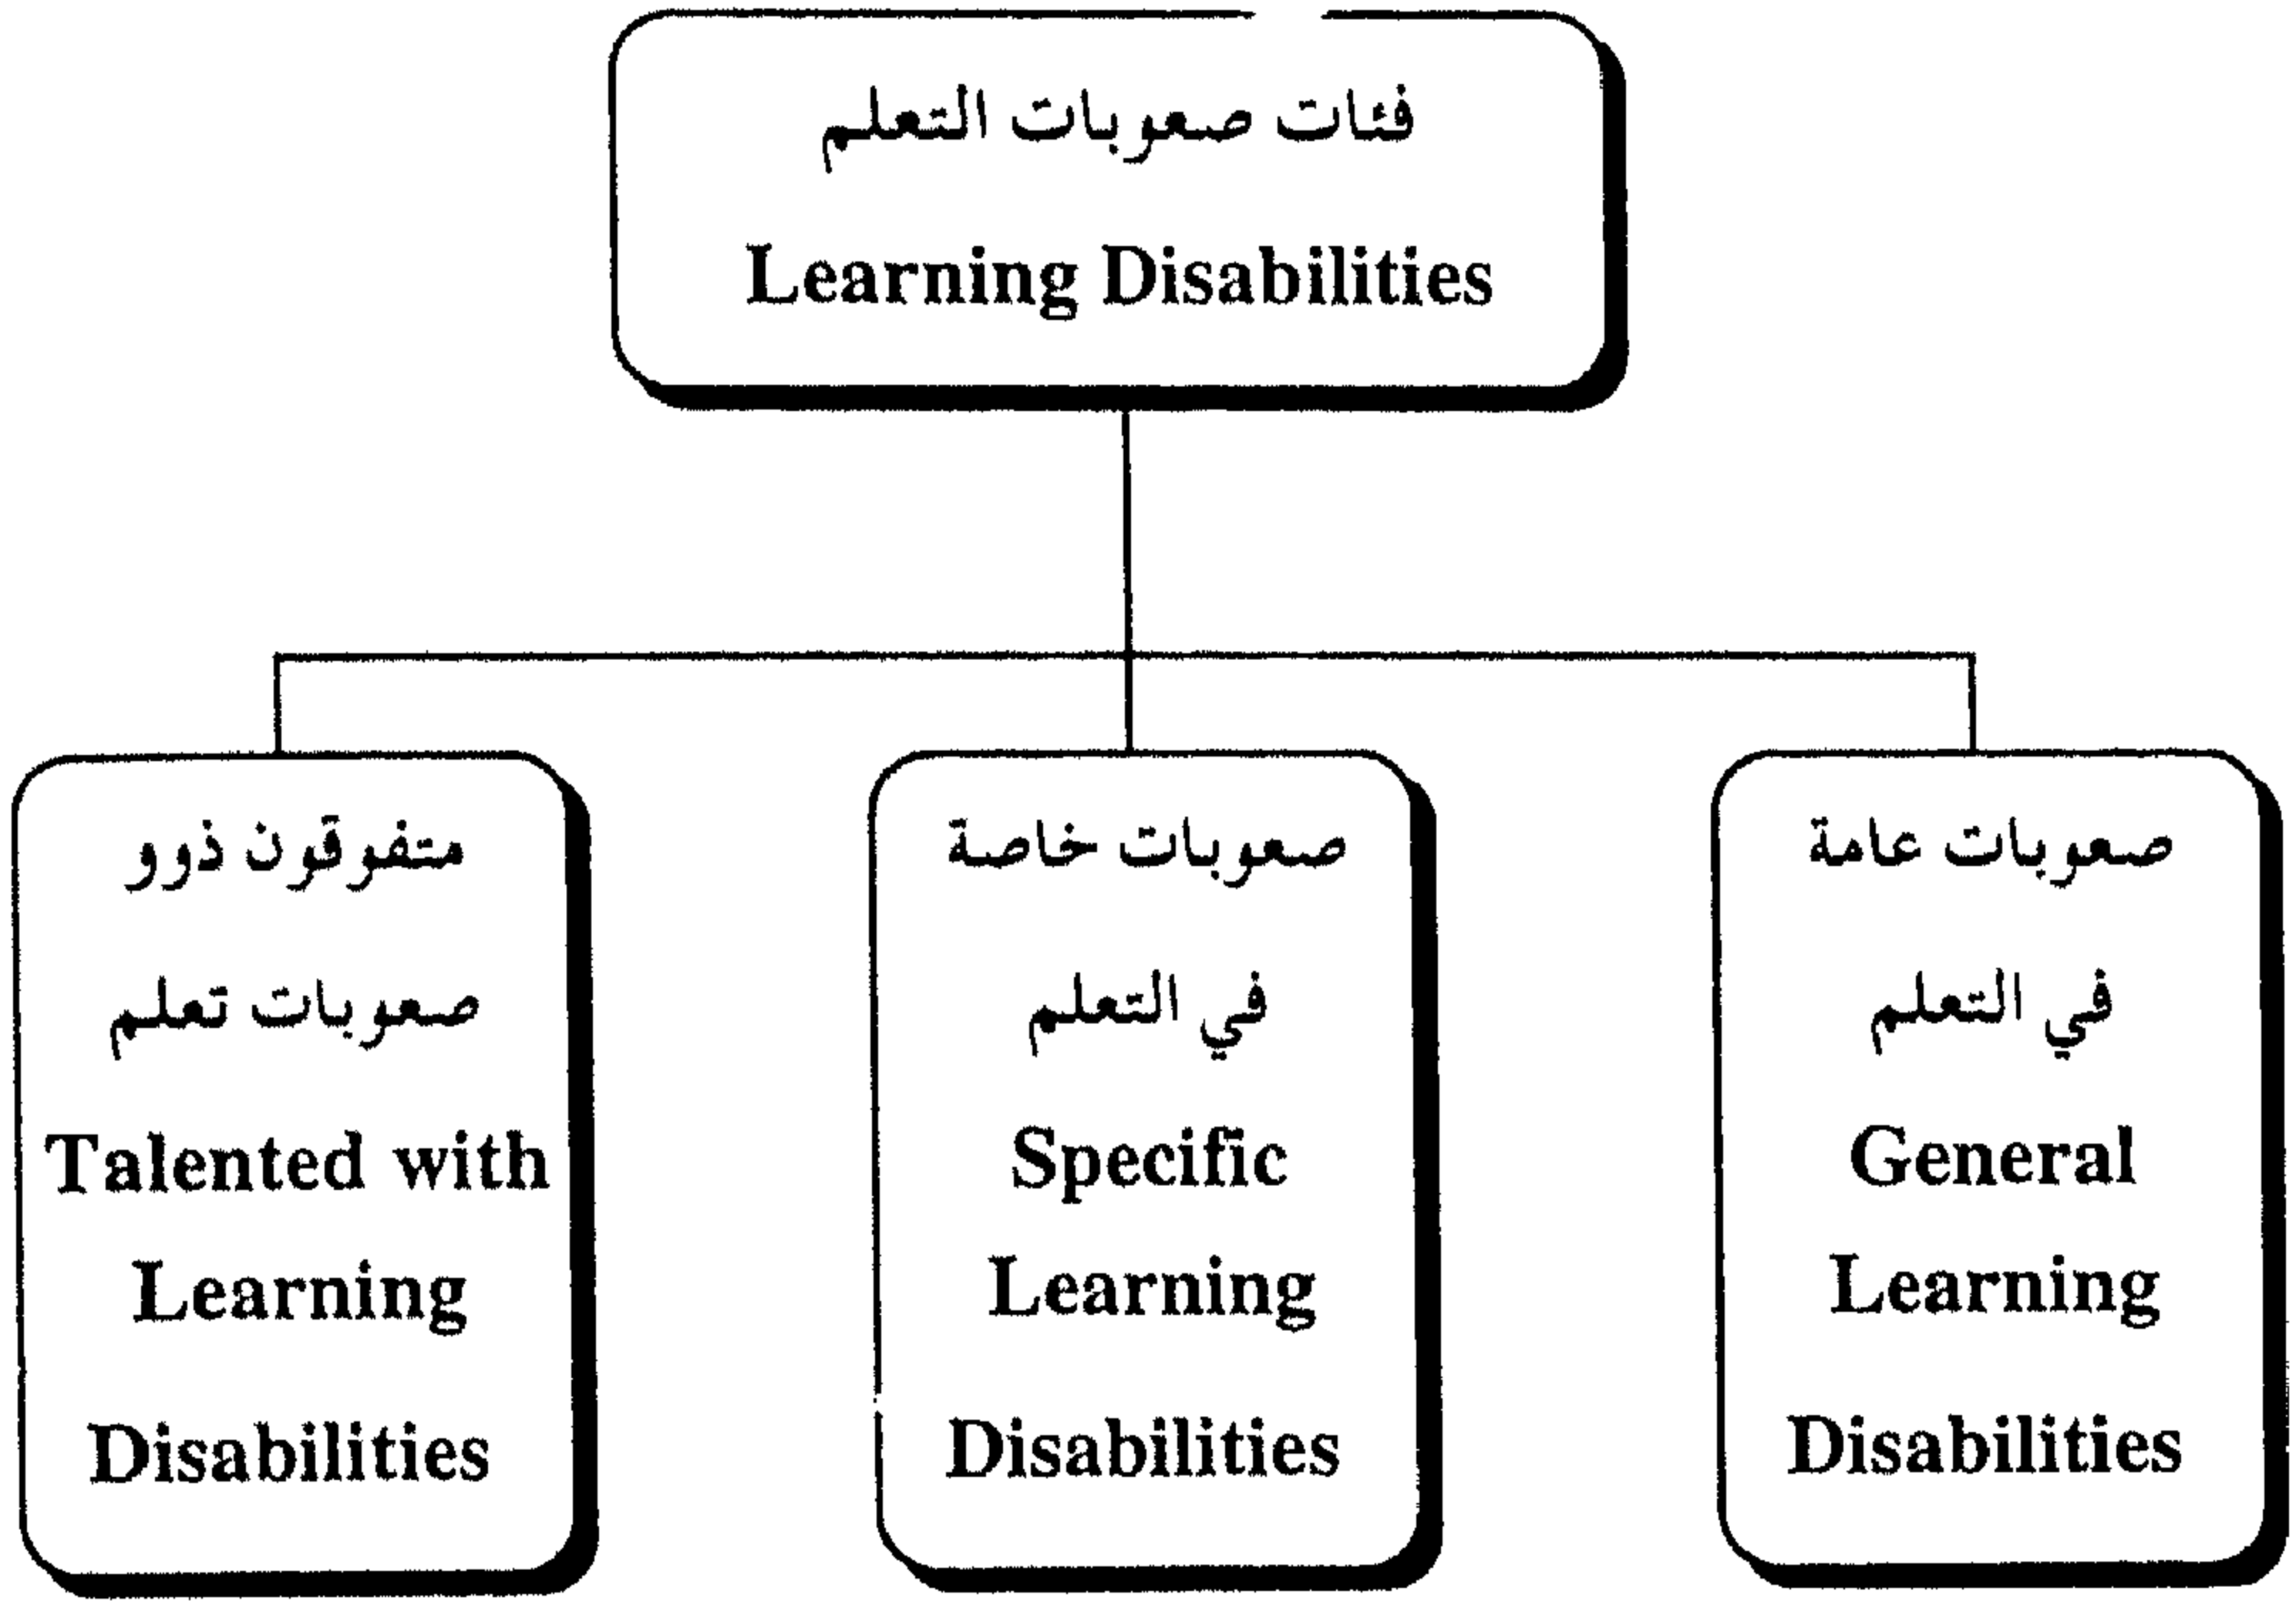 فئات صعوبات التعلم
Learning Disabilities
صعوبات عامة
في التعلم
General
Learning
Disabilities
صعوبات خاصة
في التعلم
Specific
Learning
Disabilities
متفوقون ذوو
صعوبات تعلم
Talented with
Learning
Disabilities